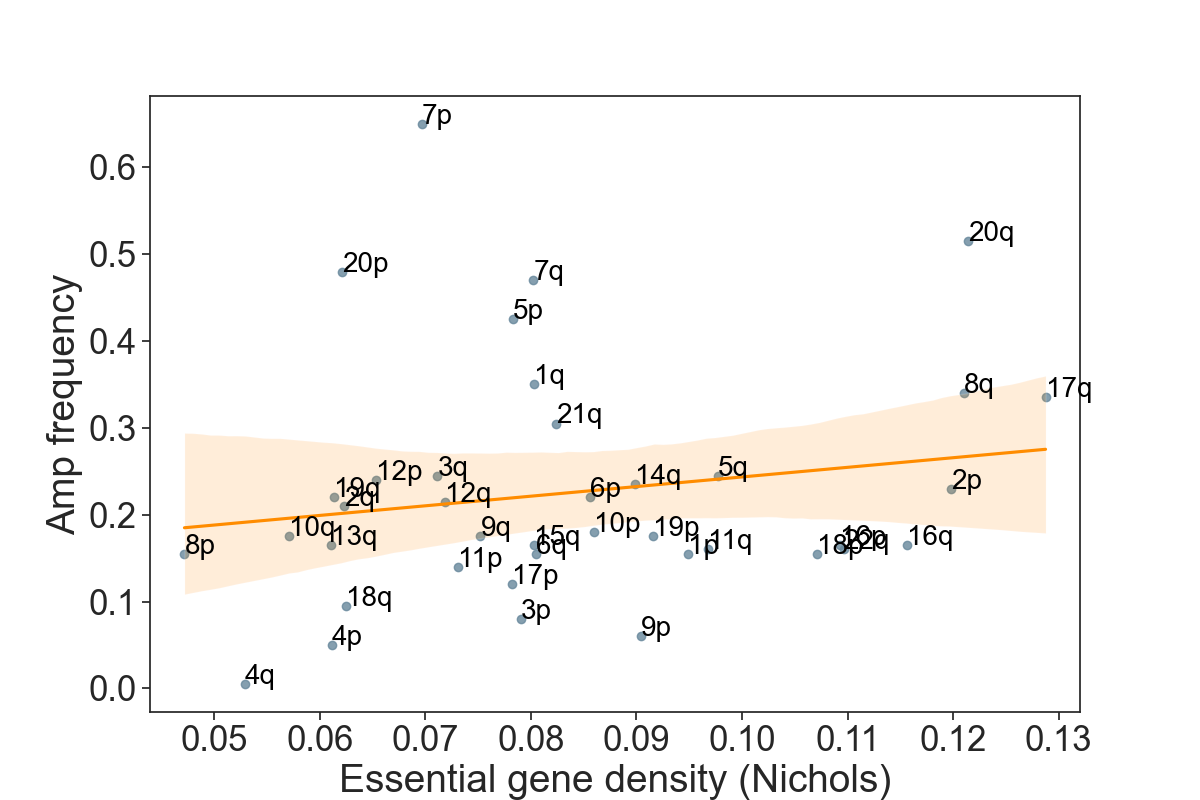 7p
20q
20p
7q
5p
1q
8q
17q
21q
3q
12p
5q
14q
2p
19q
6p
2q
12q
10q
10p
19p
9q
13q
15q
16q
8p
6q
1p
11q
18p
22q
11p
17p
18q
3p
9p
4p
4q
0.6
0.5
0.4
0.3
0.2
0.1
0.0
Amp frequency
0.05 0.06 0.07 0.08 0.09 0.10 0.11 0.12 0.13
Essential gene density (Nichols)